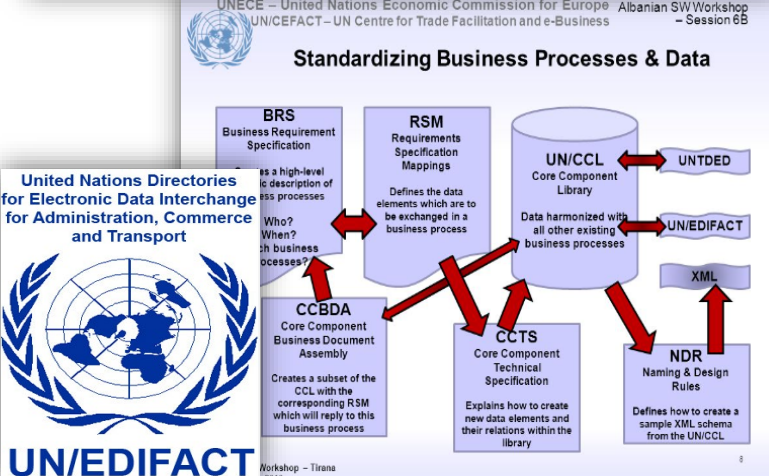 UNECE – United Nations Economic Commission for Europe
UN/CEFACT – UN Centre for Trade Facilitation and e-Business
Albanian SW Workshop
– Session 6B
Standardizing Business Processes & Data
BRS
Business Requirement
Specification
a high-level
description of
processes
Who?
When?
business
RSM
Requirements
Specification
Mappings
Defines the data
elements which are to
be exchanged in a
business process
UN/CCL
Core Component
Library
Data harmonized with
all other existing
business processes
UNTDED
UN/EDIFACT
XML
CCBDA
Core Component
Business Document
Assembly
Creates a subset of the
CCL with the
corresponding RSM
which will reply to this
business process
CCTS
Core Component
Technical
Specification
Explains how to create
new data elements and
their relations within the
library
NDR
Naming & Design
Rules
Defines how to create a
sample XML schema
from the UN/CCL
Workshop – Tirana
8
United Nations Directories
for Electronic Data Interchange
for Administration, Commerce
and Transport
UN/EDIFACT